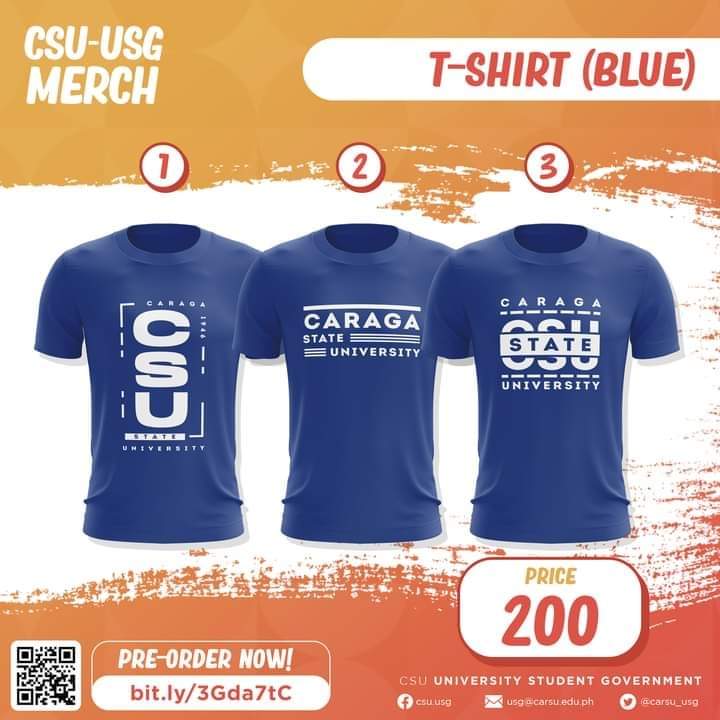 CSU-USG
MERCH
T-SHIRT (BLUE)
1
2
3
CARAGA
1946
CSU
STATE
UNIVERSITY
CARAGA
STATE
UNIVERSITY
CARAGA
CSU
STATE
UNIVERSITY
PRICE
200
PRE-ORDER NOW!
bit.ly/3Gda7tC
CSU UNIVERSITY STUDENT GOVERNMENT
csu.usg
usg@carsu.edu.ph
@carsu_usg